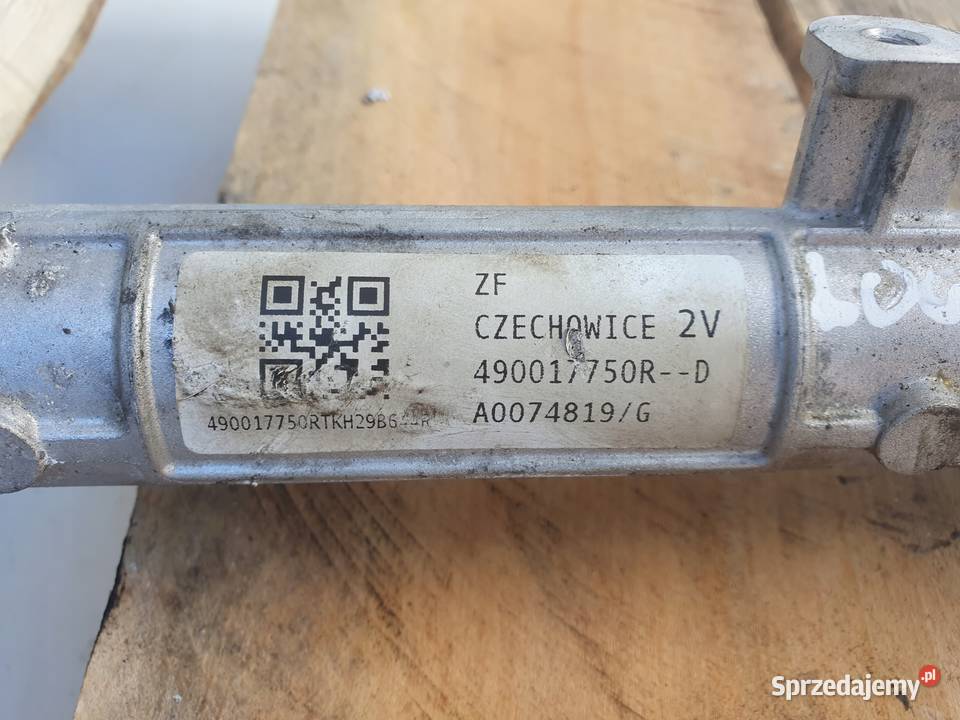 ZF
CZECHOWICE 2V
490017750R--D
A0074819/G
Sprzedajemy.pl